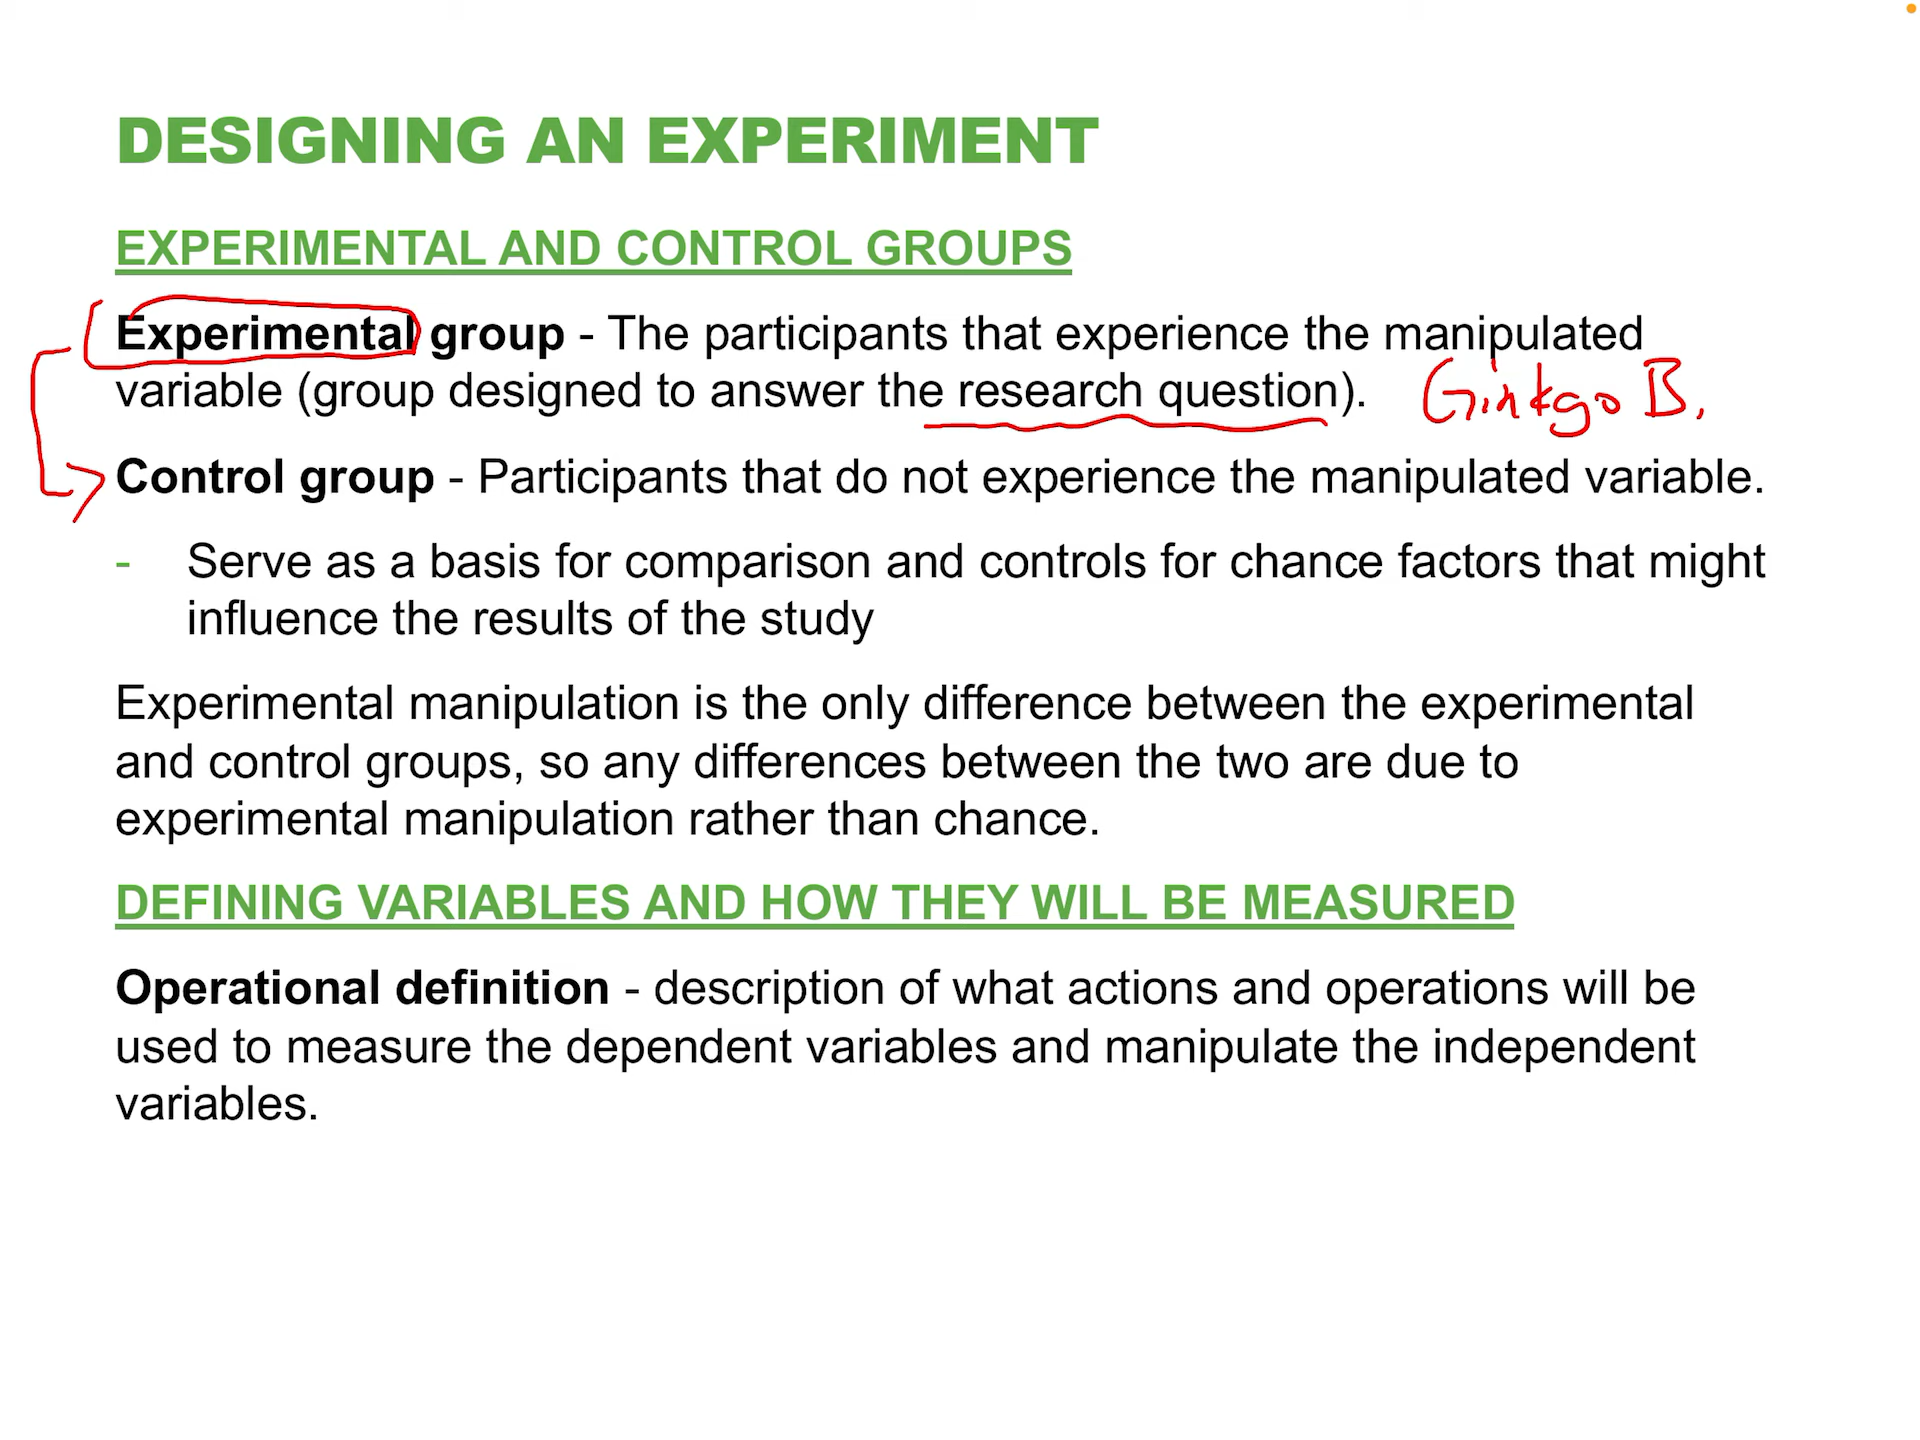 DESIGNING AN EXPERIMENT
EXPERIMENTAL AND CONTROL GROUPS
Experimental group - The participants that experience the manipulated
variable (group designed to answer the research question). Ginkgo B.
Control group - Participants that do not experience the manipulated variable.
- Serve as a basis for comparison and controls for chance factors that might
influence the results of the study
Experimental manipulation is the only difference between the experimental
and control groups, so any differences between the two are due to
experimental manipulation rather than chance.
DEFINING VARIABLES AND HOW THEY WILL BE MEASURED
Operational definition - description of what actions and operations will be
used to measure the dependent variables and manipulate the independent
variables.